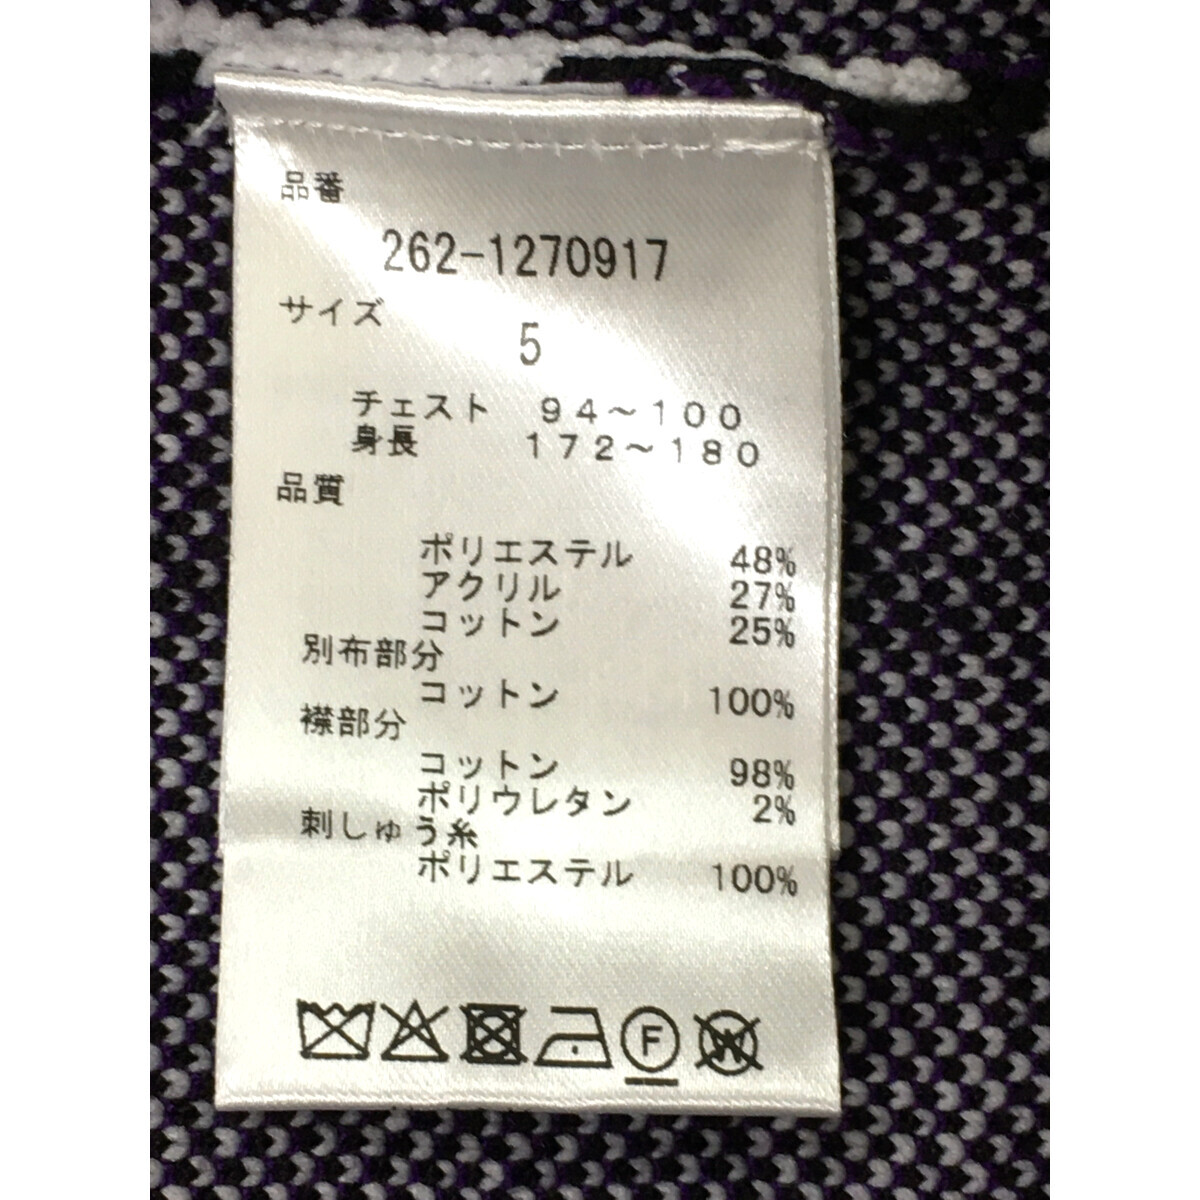 品番
262-1270917
サイズ
5
チェスト 94～100
身長 172～180
品質
ポリエステル 48%
アクリル 27%
コットン 25%
別布部分
コットン 100%
襟部分
コットン 98%
ポリウレタン 2%
刺しゅう糸
ポリエステル 100%
F W